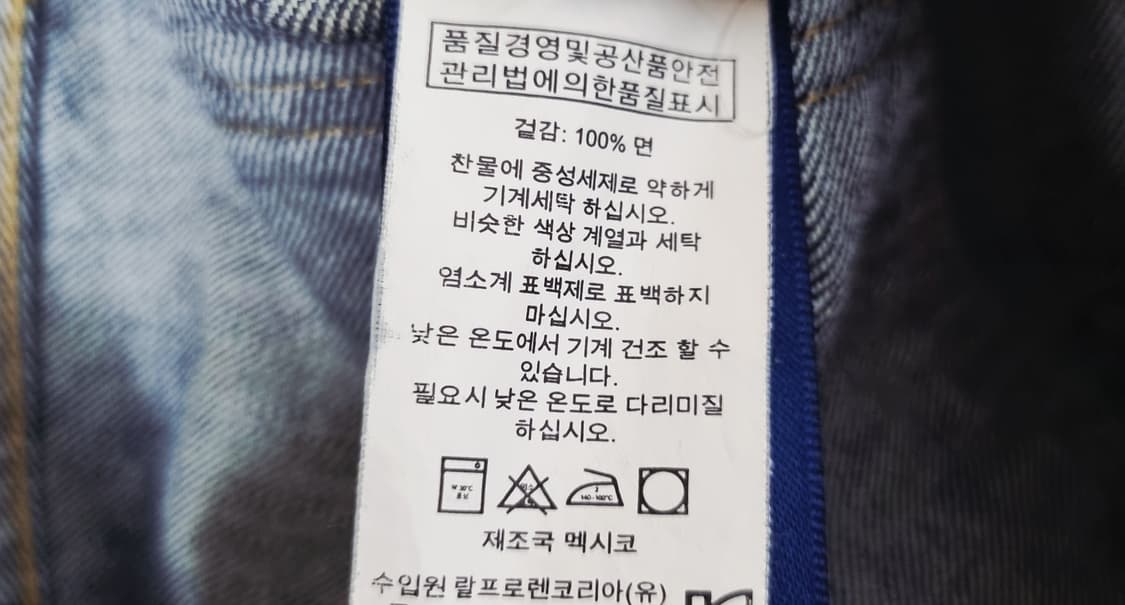 품질경영및공산품안전
관리법에의한품질표시
겉감: 100% 면
찬물에 중성세제로 약하게
기계세탁 하십시오.
비슷한 색상 계열과 세탁
하십시오.
염소계 표백제로 표백하지
마십시오.
낮은 온도에서 기계 건조 할 수
있습니다.
필요시 낮은 온도로 다리미질
하십시오.
제조국 멕시코
수입원 랄프로렌코리아(유)